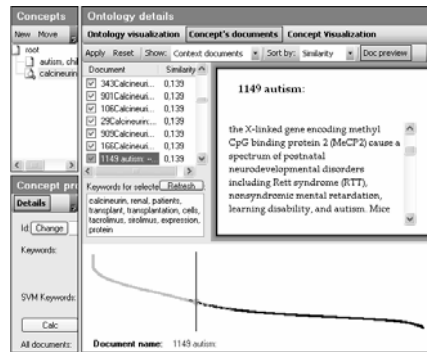 Concepts
New Move
root
autism, chil
calcineurin
Concept pro
Details
Id: Change
Keywords:
SVM Keywords:
Calc
All documents:
Ontology details
Ontology visualization Concept's documents Concept Visualization
Apply Reset Show: Context documents Sort by: Similarity Doc preview
Document Similarity
343Calcineuri... 0,139
901Calcineuri... 0,139
106Calcineuri... 0,139
29Calcineurin... 0,139
909Calcineuri... 0,139
166Calcineuri... 0,139
1149 autism: -... 0,139
Keywords for selecte Refresh
calcineurin, renal, patients,
transplant, transplantation, cells,
tacrolimus, sirolimus, expression,
protein
1149 autism:
the X-linked gene encoding methyl
CpG binding protein 2 (MeCP2) cause a
spectrum of postnatal
neurodevelopmental disorders
including Rett syndrome (RTT),
nonsyndromic mental retardation,
learning disability, and autism. Mice
Document name: 1149 autism: